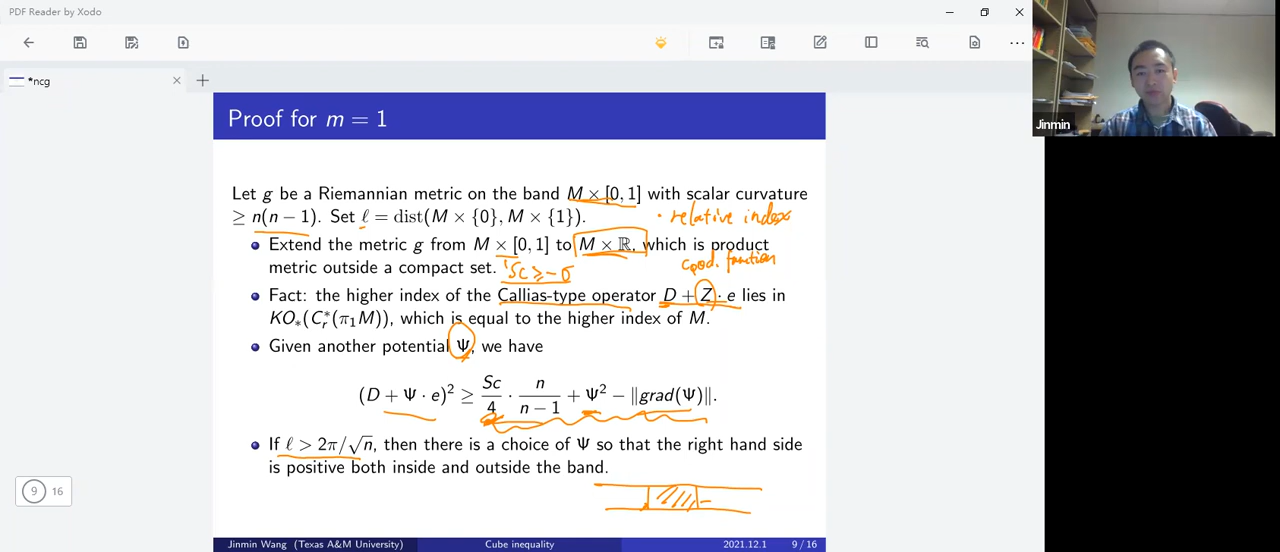 PDF Reader by Xodo
*ncg
Jinmin
Proof for m = 1
Let g be a Riemannian metric on the band M × [0, 1] with scalar curvature
≥ n(n − 1). Set ℓ = dist(M × {0}, M × {1}).
· relative index
Extend the metric g from M × [0, 1] to M × ℝ, which is product
metric outside a compact set.
Sc ≥ −σ
Fact: the higher index of the Callias-type operator D + Z · e lies in
KO∗(C∗r(π1M)), which is equal to the higher index of M.
Given another potential Ψ, we have
(D + Ψ · e)² ≥ Sc/4 · n/(n − 1) + Ψ² − ‖grad(Ψ)‖.
If ℓ > 2π/√n, then there is a choice of Ψ so that the right hand side
is positive both inside and outside the band.
9 16
Jinmin Wang (Texas A&M University) Cube inequality 2021.12.1 9 / 16